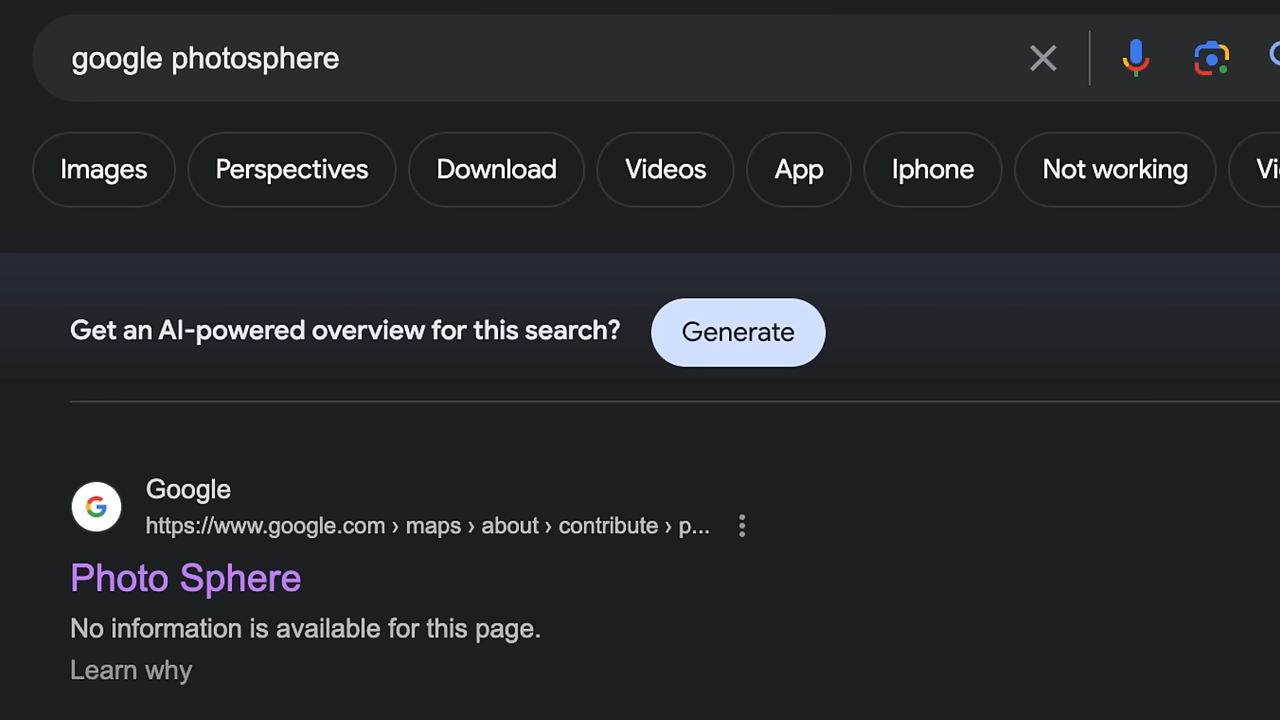 google photosphere
Images Perspectives Download Videos App Iphone Not working Vi
Get an AI-powered overview for this search? Generate
Google
https://www.google.com › maps › about › contribute › p...
Photo Sphere
No information is available for this page.
Learn why